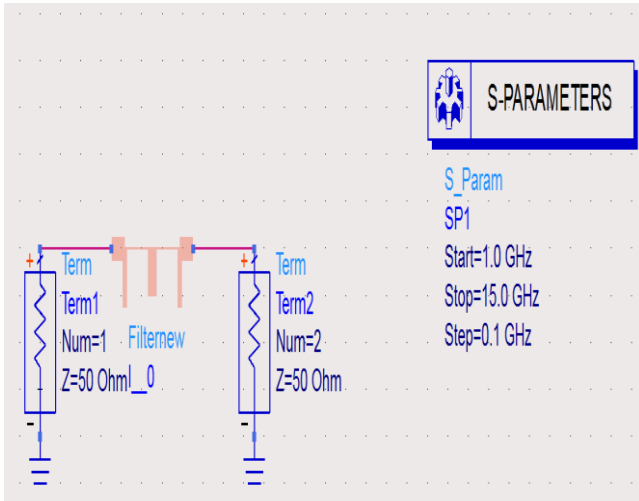 S-PARAMETERS
S_Param
SP1
Start=1.0 GHz
Stop=15.0 GHz
Step=0.1 GHz
+
Term
Term1
Num=1
Z=50 Ohm
-
Filternew
I__0
+
Term
Term2
Num=2
Z=50 Ohm
-